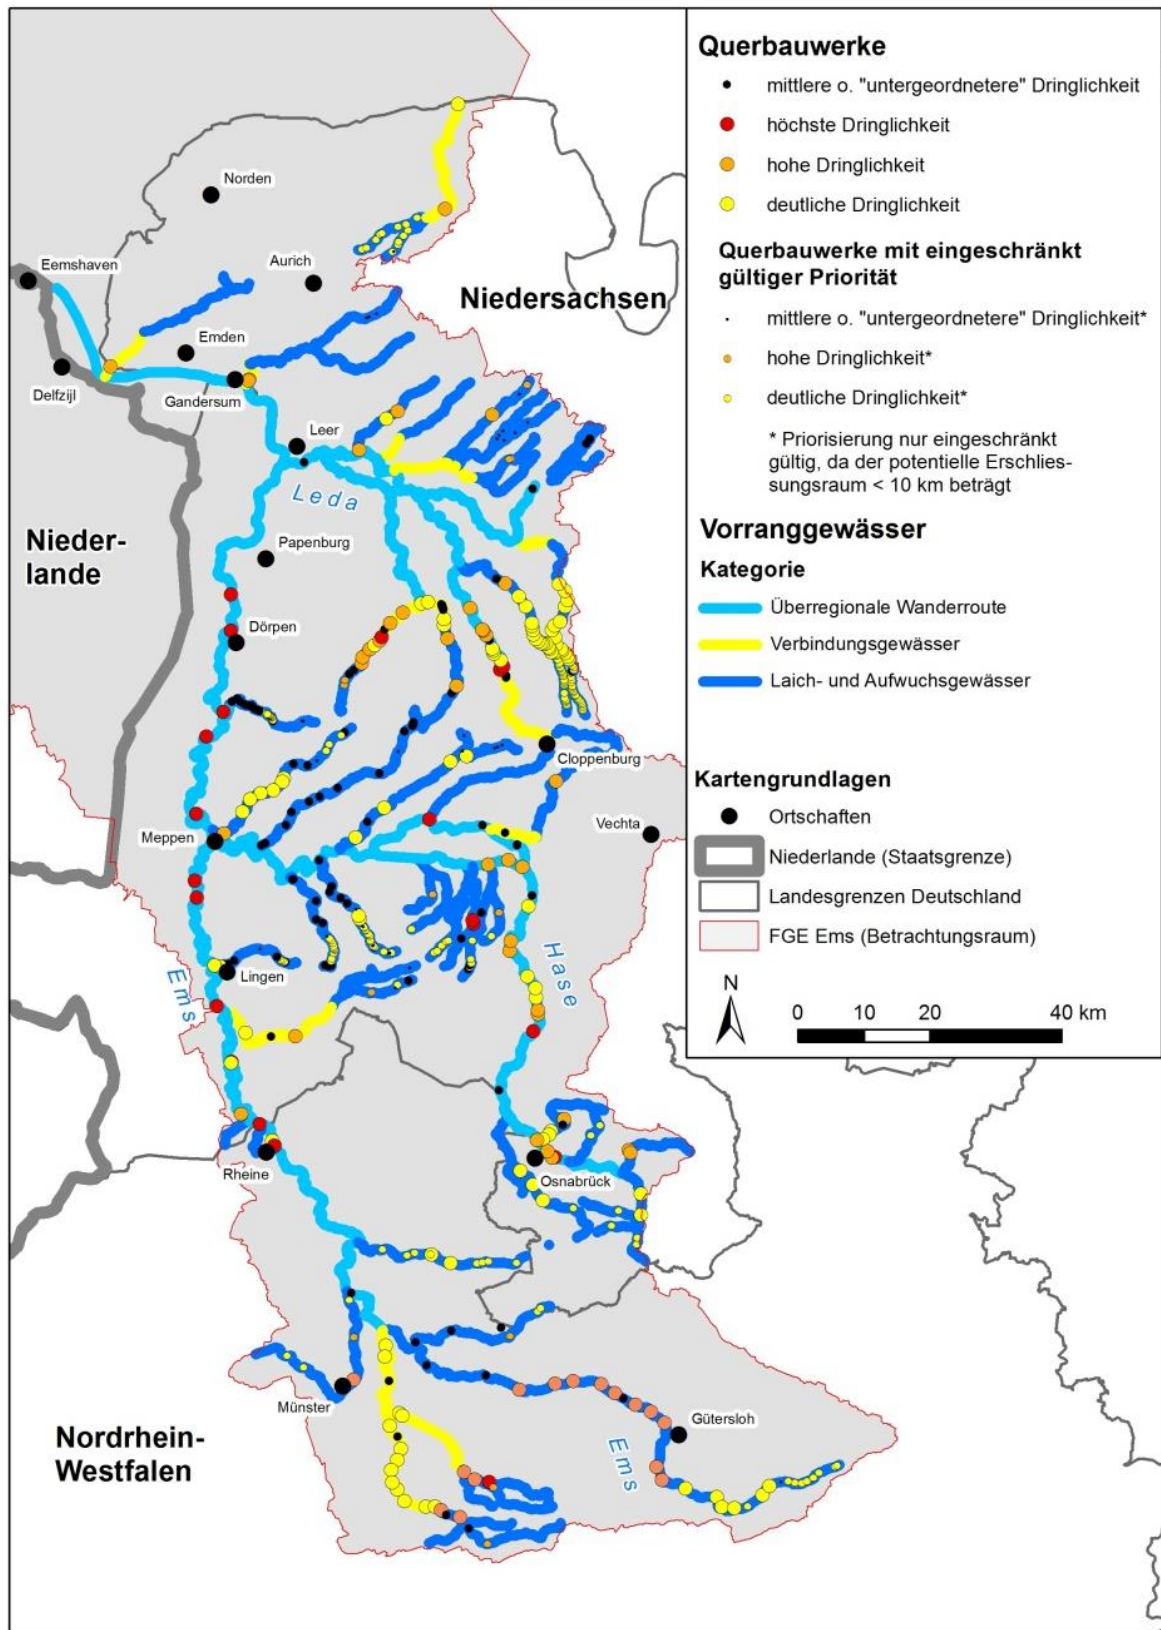 Querbauwerke
mittlere o. "untergeordnetere" Dringlichkeit
höchste Dringlichkeit
hohe Dringlichkeit
deutliche Dringlichkeit
Querbauwerke mit eingeschränkt
gültiger Priorität
mittlere o. "untergeordnetere" Dringlichkeit*
hohe Dringlichkeit*
deutliche Dringlichkeit*
* Priorisierung nur eingeschränkt
gültig, da der potentielle Erschlies-
sungsraum < 10 km beträgt
Vorranggewässer
Kategorie
Überregionale Wanderroute
Verbindungsgewässer
Laich- und Aufwuchsgewässer
Kartengrundlagen
Ortschaften
Niederlande (Staatsgrenze)
Landesgrenzen Deutschland
FGE Ems (Betrachtungsraum)
N
0 10 20 40 km
Norden
Eemshaven
Aurich
Niedersachsen
Emden
Delfzijl
Gandersum
Leer
Leda
Nieder-
lande
Papenburg
Dörpen
Cloppenburg
Vechta
Meppen
Hase
Ems
Lingen
Rheine
Osnabrück
Münster
Gütersloh
Nordrhein-
Westfalen
Ems